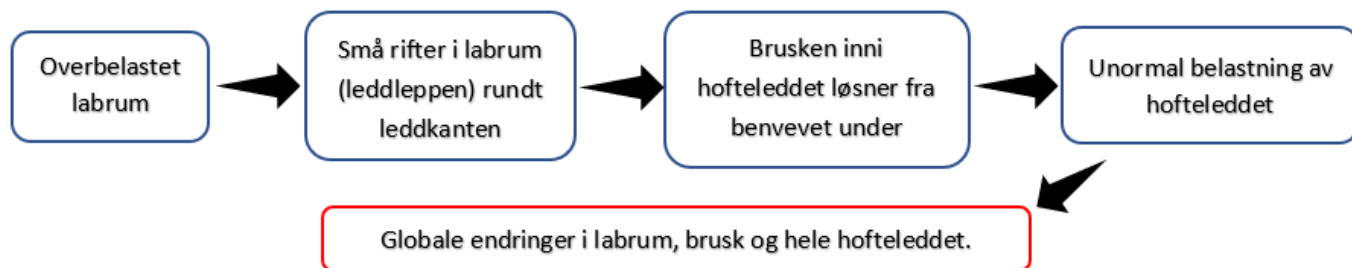 Overbelastet
labrum
Små rifter i labrum
(leddleppen) rundt
leddkanten
Brusken inni
hofteleddet løsner fra
benvevet under
Unormal belastning av
hofteleddet
Globale endringer i labrum, brusk og hele hofteleddet.